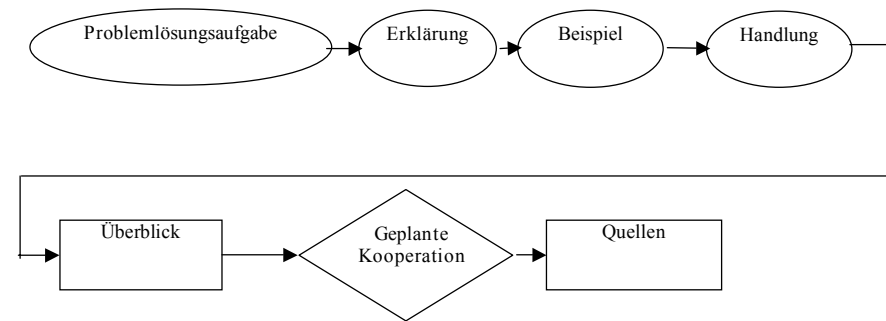 Problemlösungsaufgabe
Erklärung
Beispiel
Handlung
Überblick
Geplante
Kooperation
Quellen